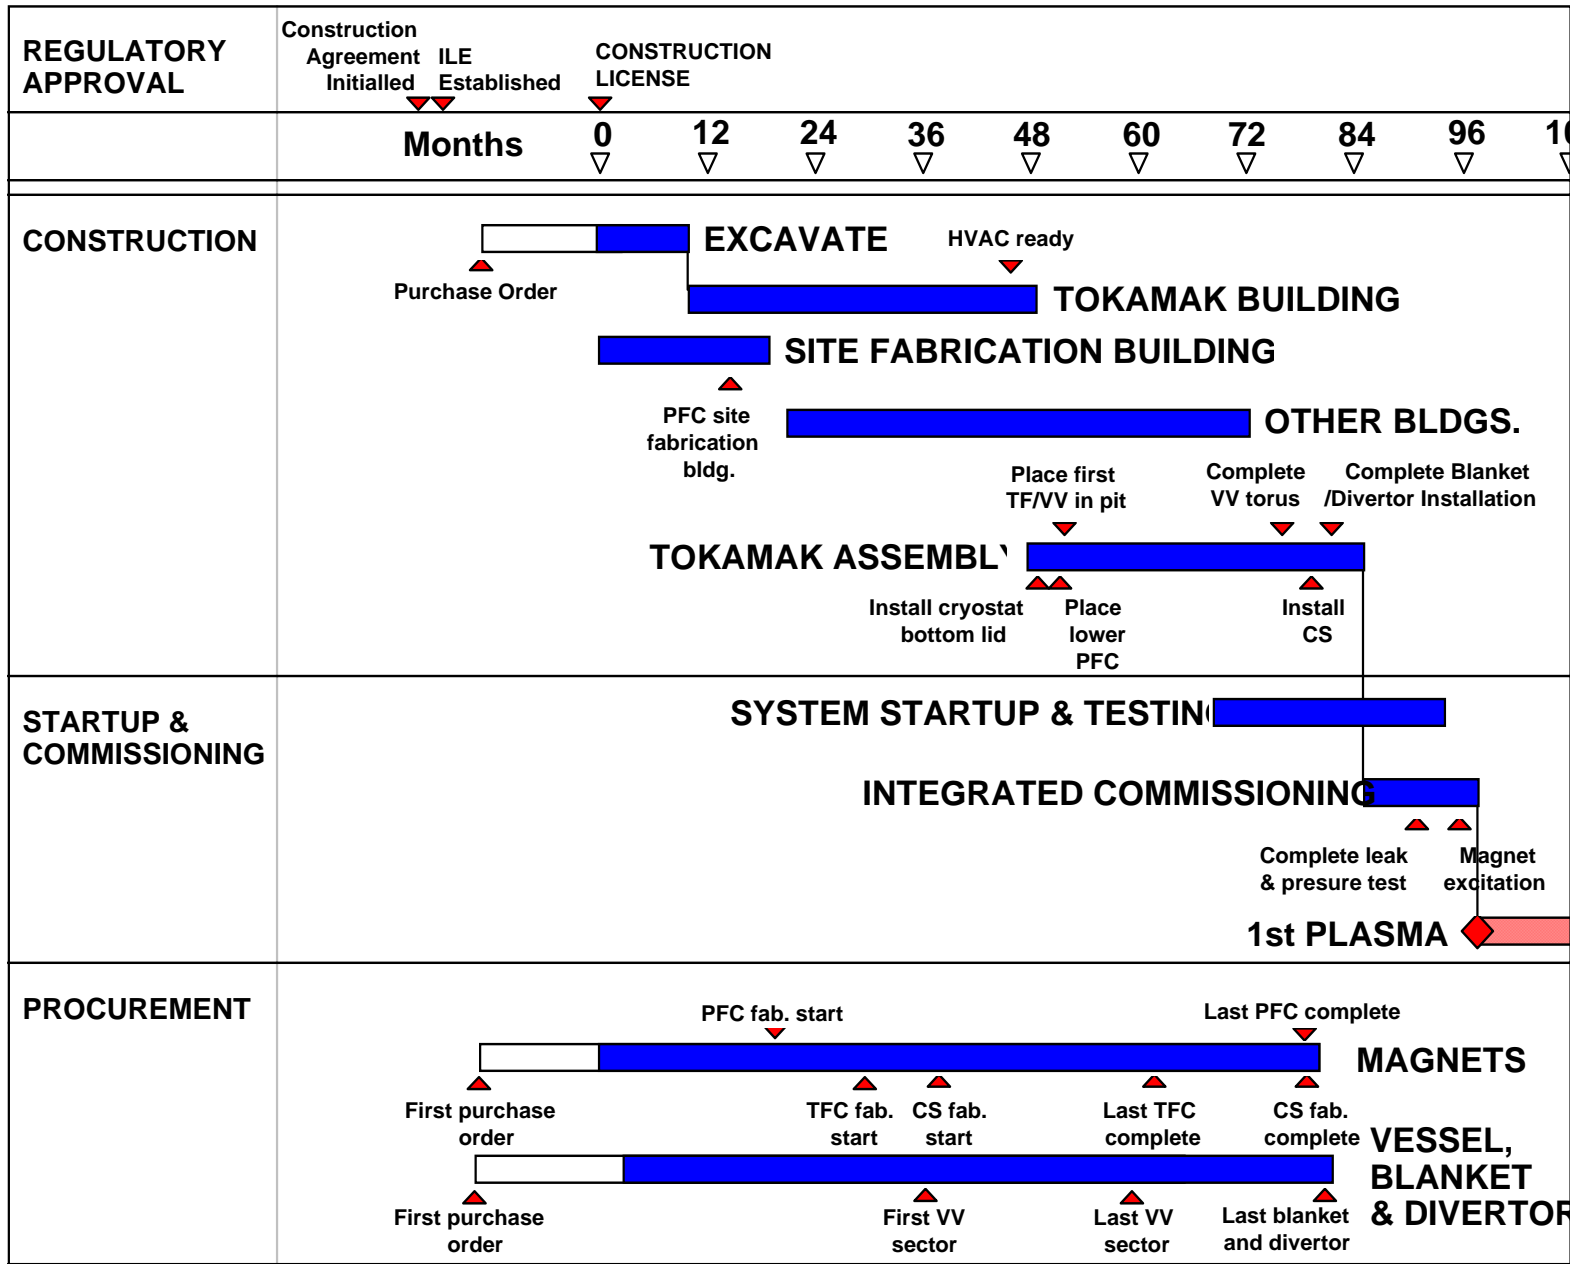 REGULATORY
APPROVAL
Construction
Agreement
Initialled
ILE
Established
CONSTRUCTION
LICENSE
Months 0 12 24 36 48 60 72 84 96 10
CONSTRUCTION
EXCAVATE
HVAC ready
Purchase Order
TOKAMAK BUILDING
SITE FABRICATION BUILDING
PFC site
fabrication
bldg.
OTHER BLDGS.
Place first
TF/VV in pit
Complete
VV torus
Complete Blanket
/Divertor Installation
TOKAMAK ASSEMBLY
Install cryostat
bottom lid
Place
lower
PFC
Install
CS
STARTUP &
COMMISSIONING
SYSTEM STARTUP & TESTIN
INTEGRATED COMMISSIONING
Complete leak
& presure test
Magnet
excitation
1st PLASMA
PROCUREMENT
PFC fab. start
Last PFC complete
MAGNETS
First purchase
order
TFC fab.
start
CS fab.
start
Last TFC
complete
CS fab.
complete
VESSEL,
BLANKET
& DIVERTOR
First purchase
order
First VV
sector
Last VV
sector
Last blanket
and divertor